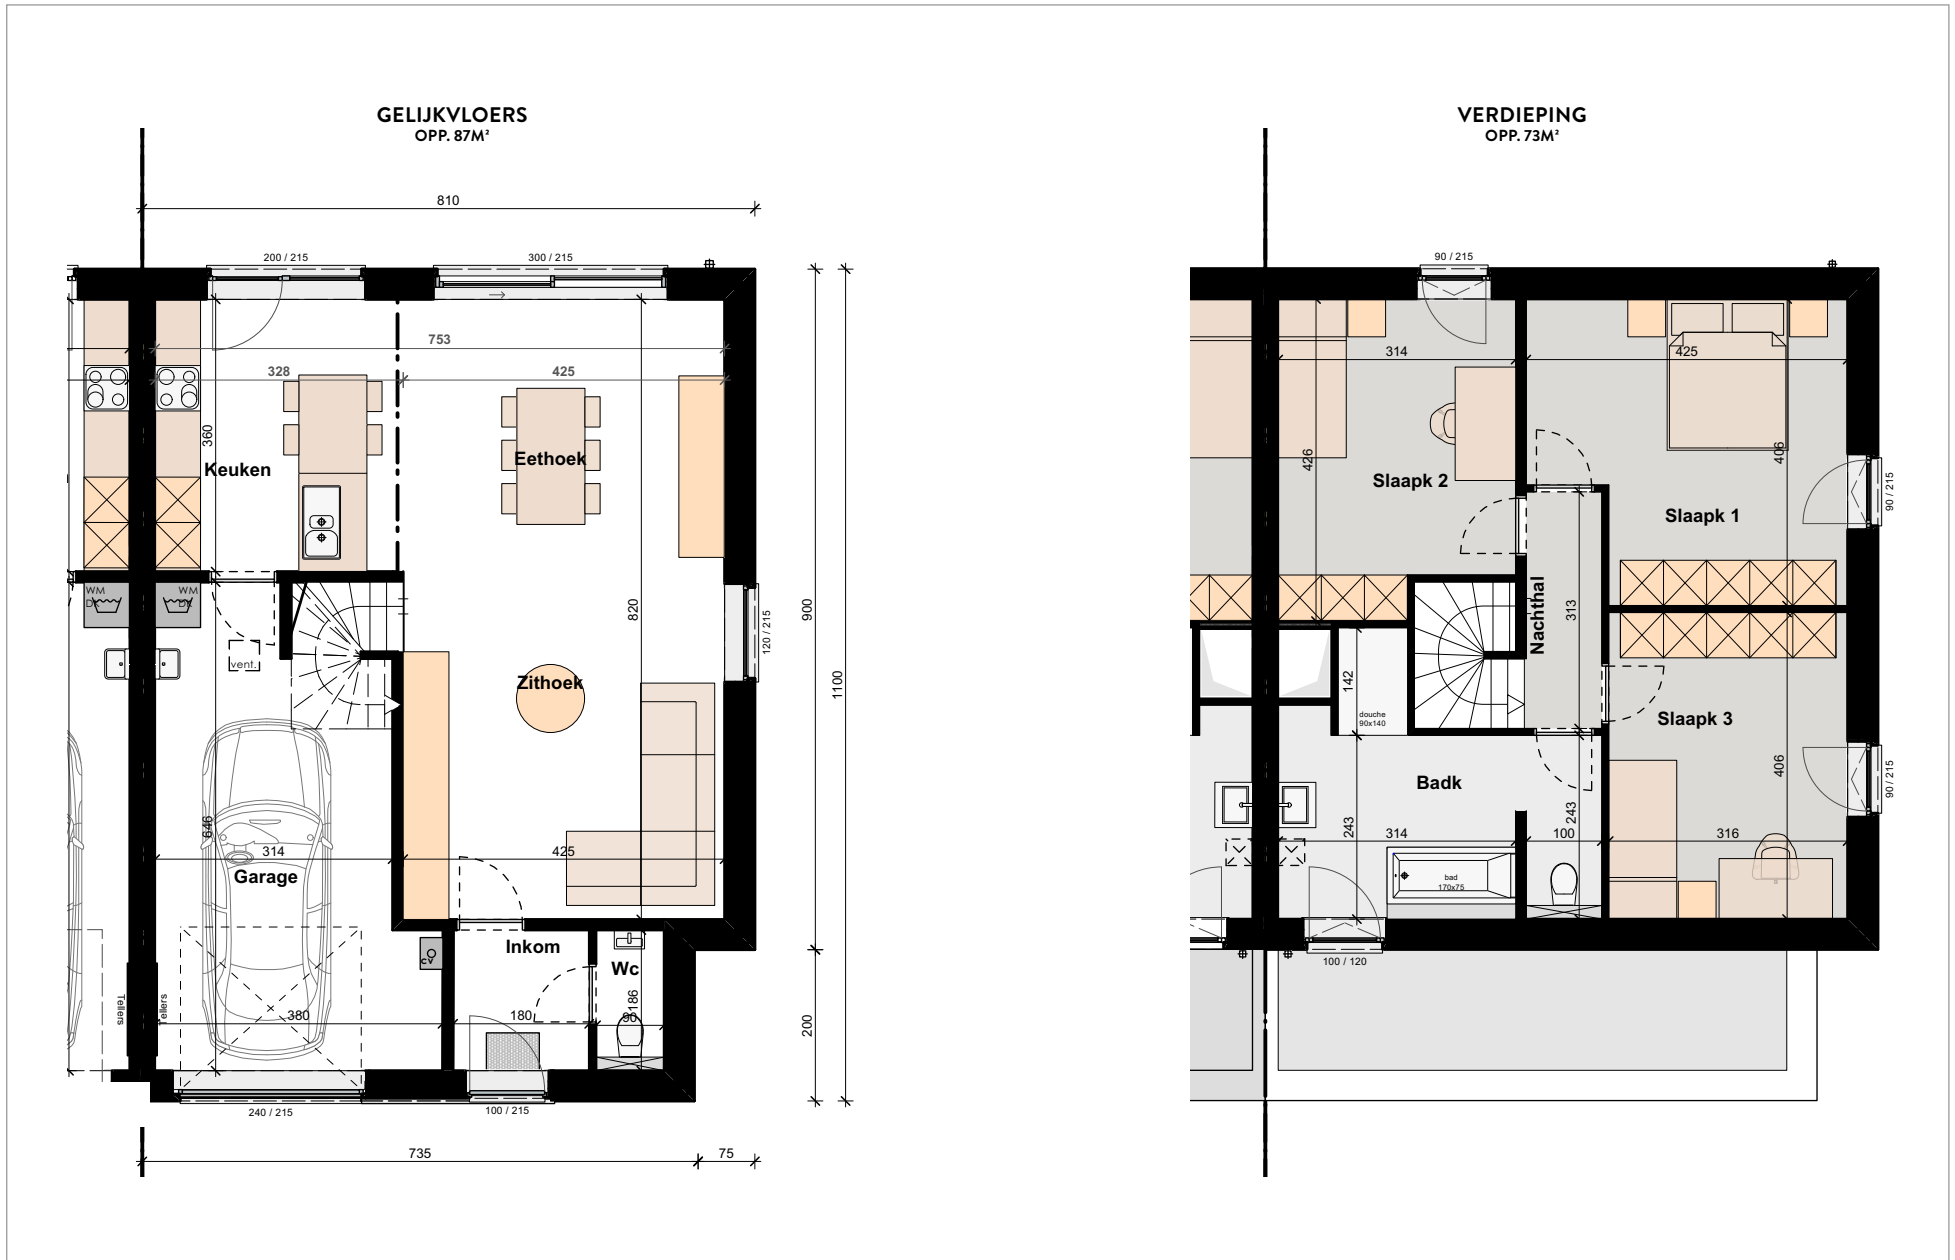 GELIJKVLOERS
OPP. 87M²
810
200 / 215
300 / 215
753
328
425
360
Keuken
Eethoek
WM
DK
WM
DK
vent.
820
120 / 215
900
1100
Zithoek
646
314
425
Garage
Inkom
CV
Wc
186
Tellers
Tellers
380
180
90
200
240 / 215
100 / 215
735
75
VERDIEPING
OPP. 73M²
90 / 215
314
425
426
406
Slaapk 2
Slaapk 1
90 / 215
Nachthal
313
142
douche
90x140
Slaapk 3
406
Badk
90 / 215
243
243
314
100
316
bad
170x75
100 / 120